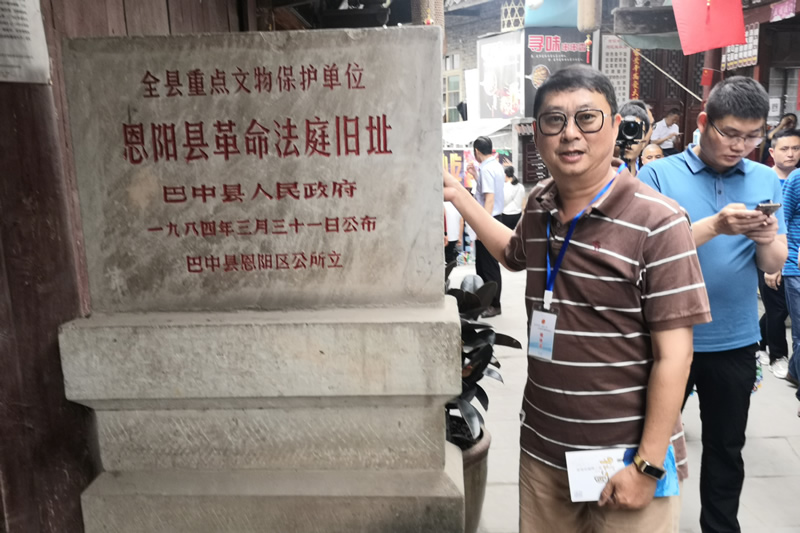 全县重点文物保护单位
恩阳县革命法庭旧址
巴中县人民政府
一九八四年三月三十一日公布
巴中县恩阳区公所立
寻味